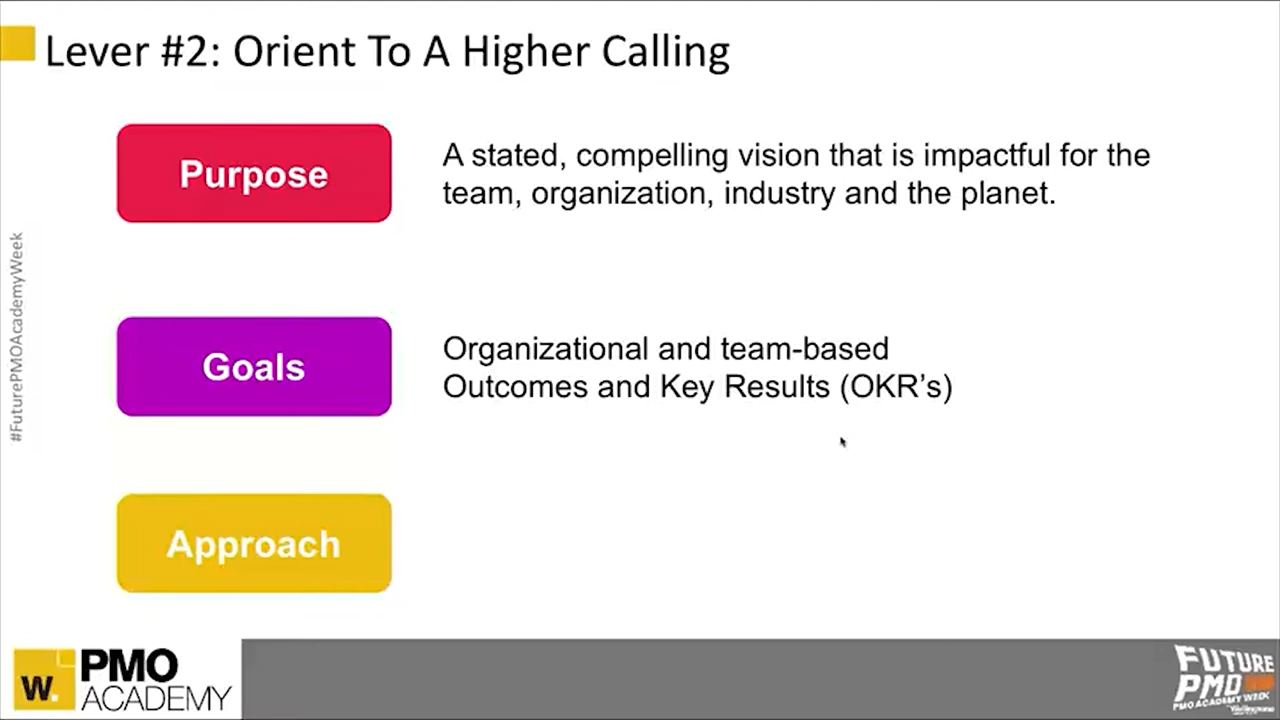 Lever #2: Orient To A Higher Calling
Purpose
A stated, compelling vision that is impactful for the
team, organization, industry and the planet.
#FuturePMOAcademyWeek
Goals
Organizational and team-based
Outcomes and Key Results (OKR’s)
Approach
w.
PMO
ACADEMY
FUTURE
PMO
PMO ACADEMY WEEK
Wellingtone